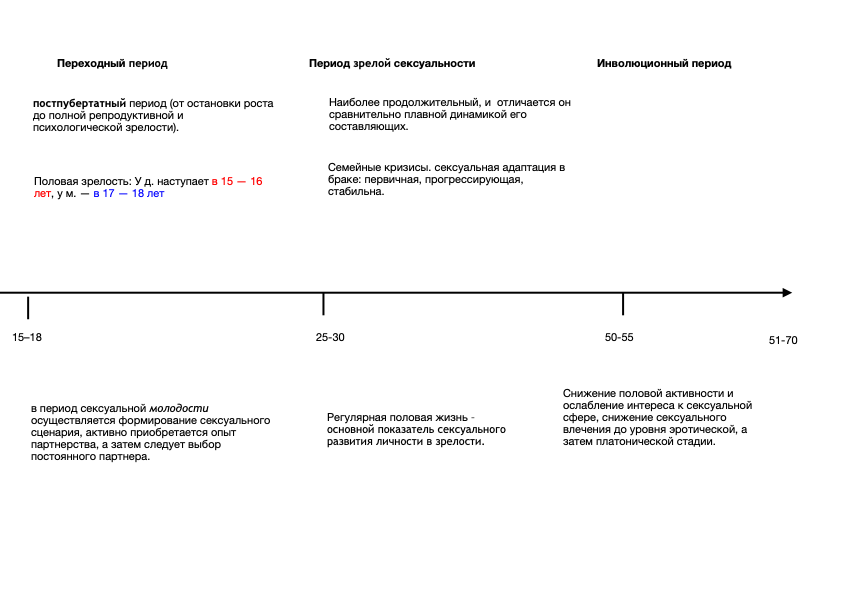 Переходный период
Период зрелой сексуальности
Инволюционный период
постпубертатный период (от остановки роста
до полной репродуктивной и
психологической зрелости).
Наиболее продолжительный, и отличается он
сравнительно плавной динамикой его
составляющих.
Половая зрелость: У д. наступает в 15 — 16
лет, у м. — в 17 — 18 лет
Семейные кризисы. сексуальная адаптация в
браке: первичная, прогрессирующая,
стабильна.
15–18
25-30
50-55
51-70
в период сексуальной молодости
осуществляется формирование сексуального
сценария, активно приобретается опыт
партнерства, а затем следует выбор
постоянного партнера.
Регулярная половая жизнь -
основной показатель сексуального
развития личности в зрелости.
Снижение половой активности и
ослабление интереса к сексуальной
сфере, снижение сексуального
влечения до уровня эротической, а
затем платонической стадии.